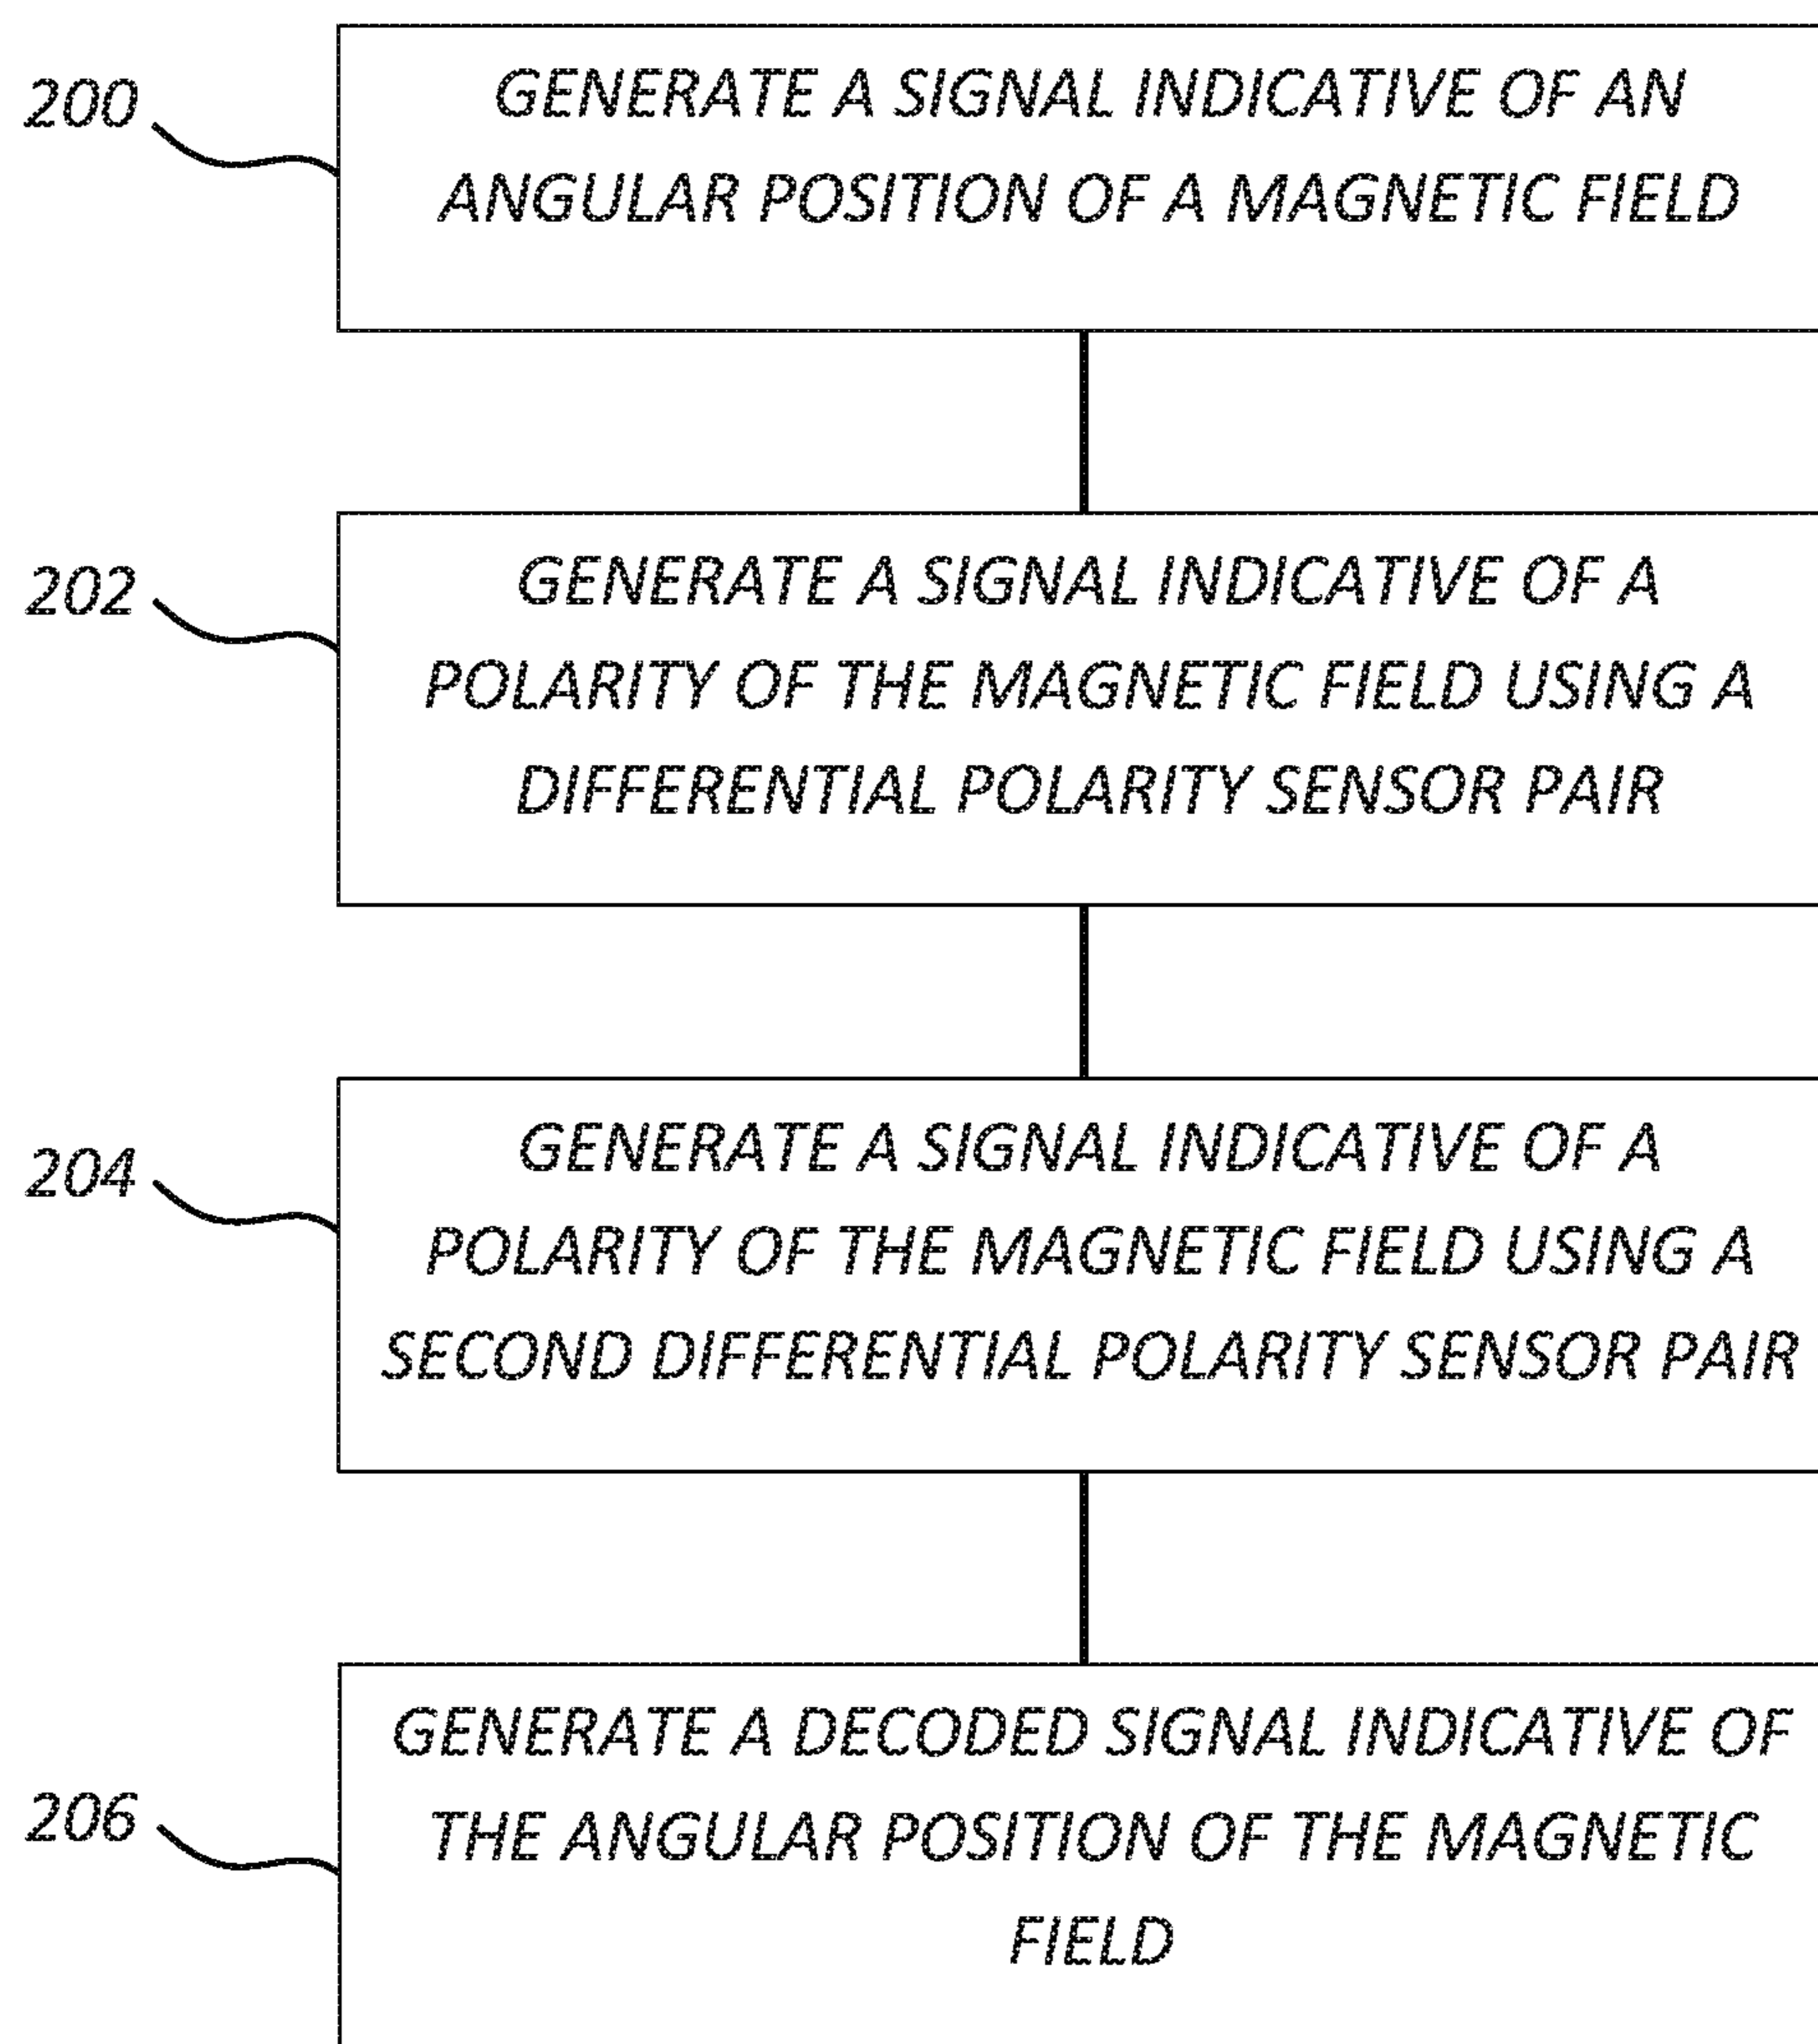 200
GENERATE A SIGNAL INDICATIVE OF AN
ANGULAR POSITION OF A MAGNETIC FIELD
202
GENERATE A SIGNAL INDICATIVE OF A
POLARITY OF THE MAGNETIC FIELD USING A
DIFFERENTIAL POLARITY SENSOR PAIR
204
GENERATE A SIGNAL INDICATIVE OF A
POLARITY OF THE MAGNETIC FIELD USING A
SECOND DIFFERENTIAL POLARITY SENSOR PAIR
206
GENERATE A DECODED SIGNAL INDICATIVE OF
THE ANGULAR POSITION OF THE MAGNETIC
FIELD